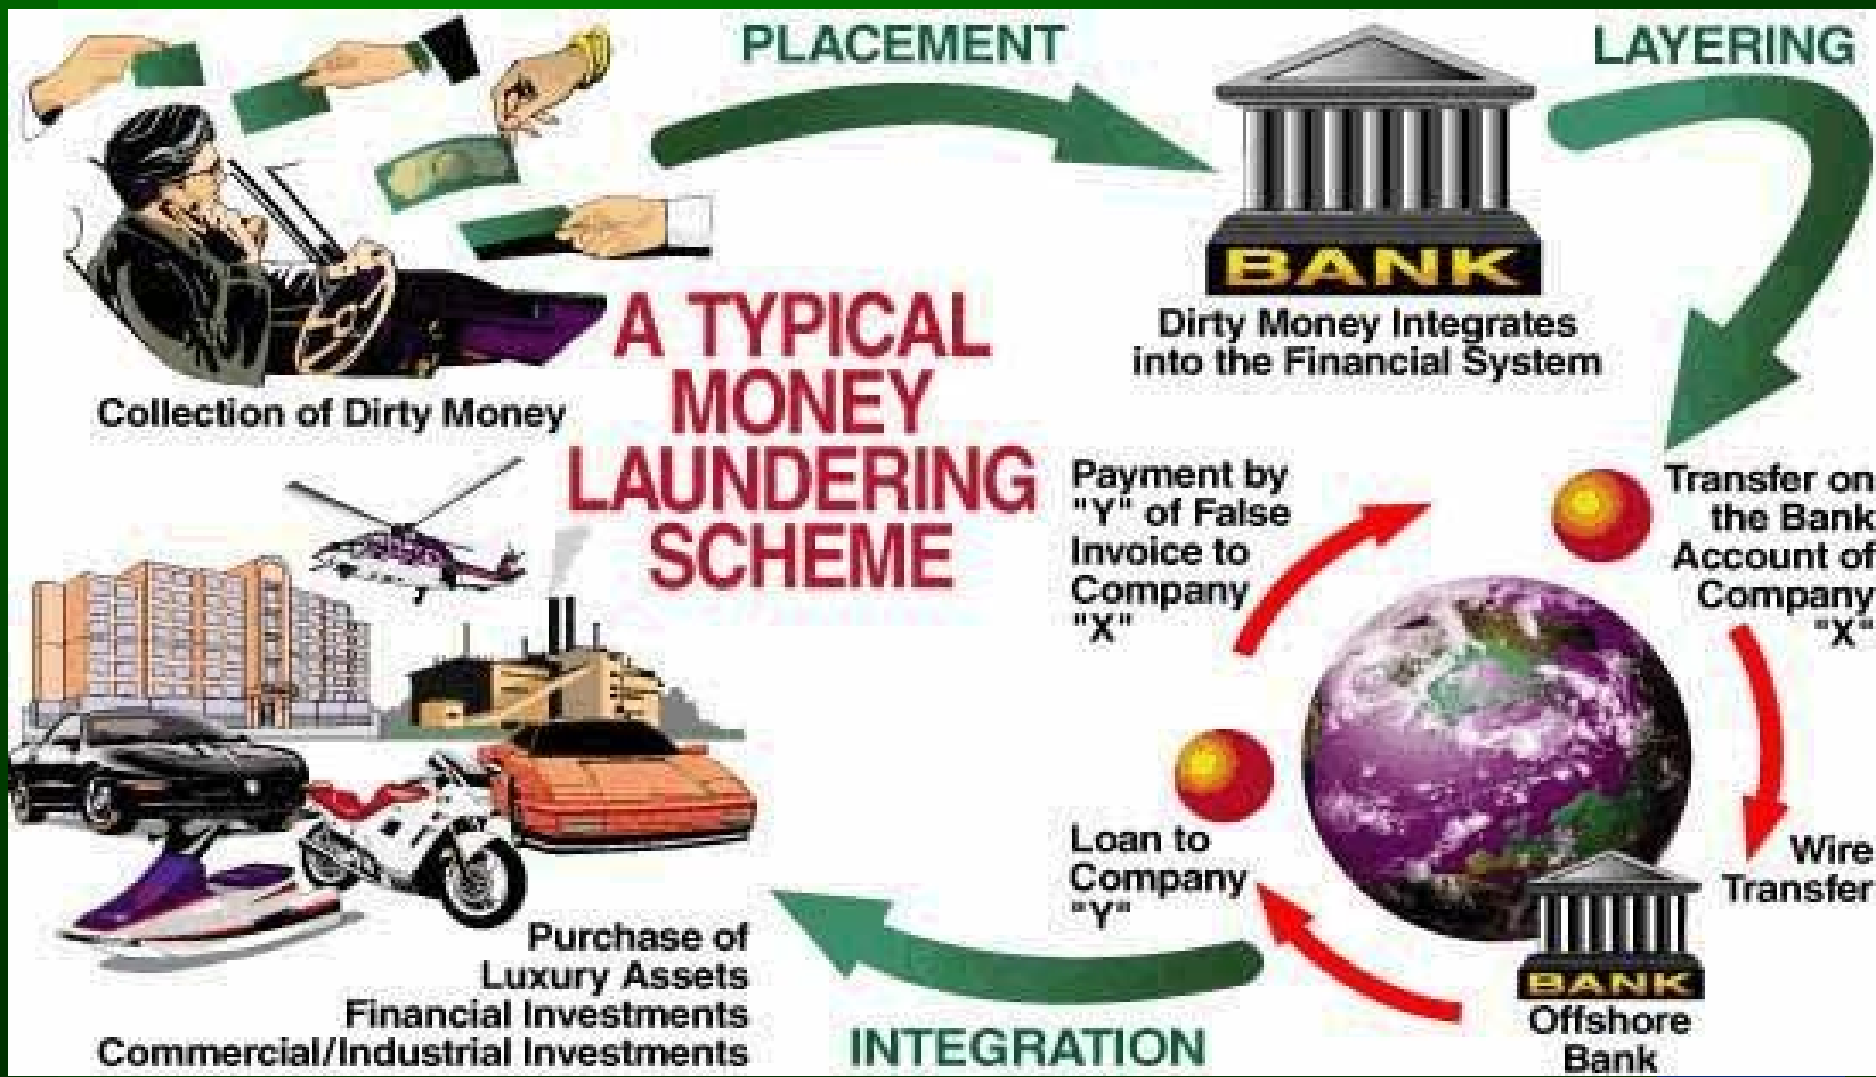 PLACEMENT
LAYERING
BANK
Dirty Money Integrates
into the Financial System
Collection of Dirty Money
A TYPICAL
MONEY
LAUNDERING
SCHEME
Payment by
"Y" of False
Invoice to
Company
"X"
Transfer on
the Bank
Account of
Company
"X"
Wire
Transfer
Loan to
Company
"Y"
BANK
Offshore
Bank
INTEGRATION
Purchase of
Luxury Assets
Financial Investments
Commercial/Industrial Investments